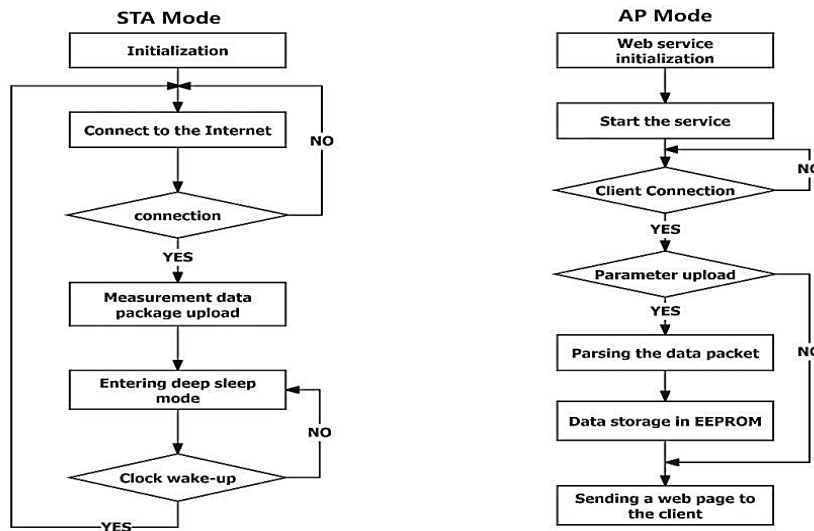 STA Mode
Initialization
Connect to the Internet
NO
connection
YES
Measurement data
package upload
Entering deep sleep
mode
NO
Clock wake-up
YES
AP Mode
Web service
initialization
Start the service
NO
Client Connection
YES
Parameter upload
YES
Parsing the data packet
NO
Data storage in EEPROM
Sending a web page to
the client